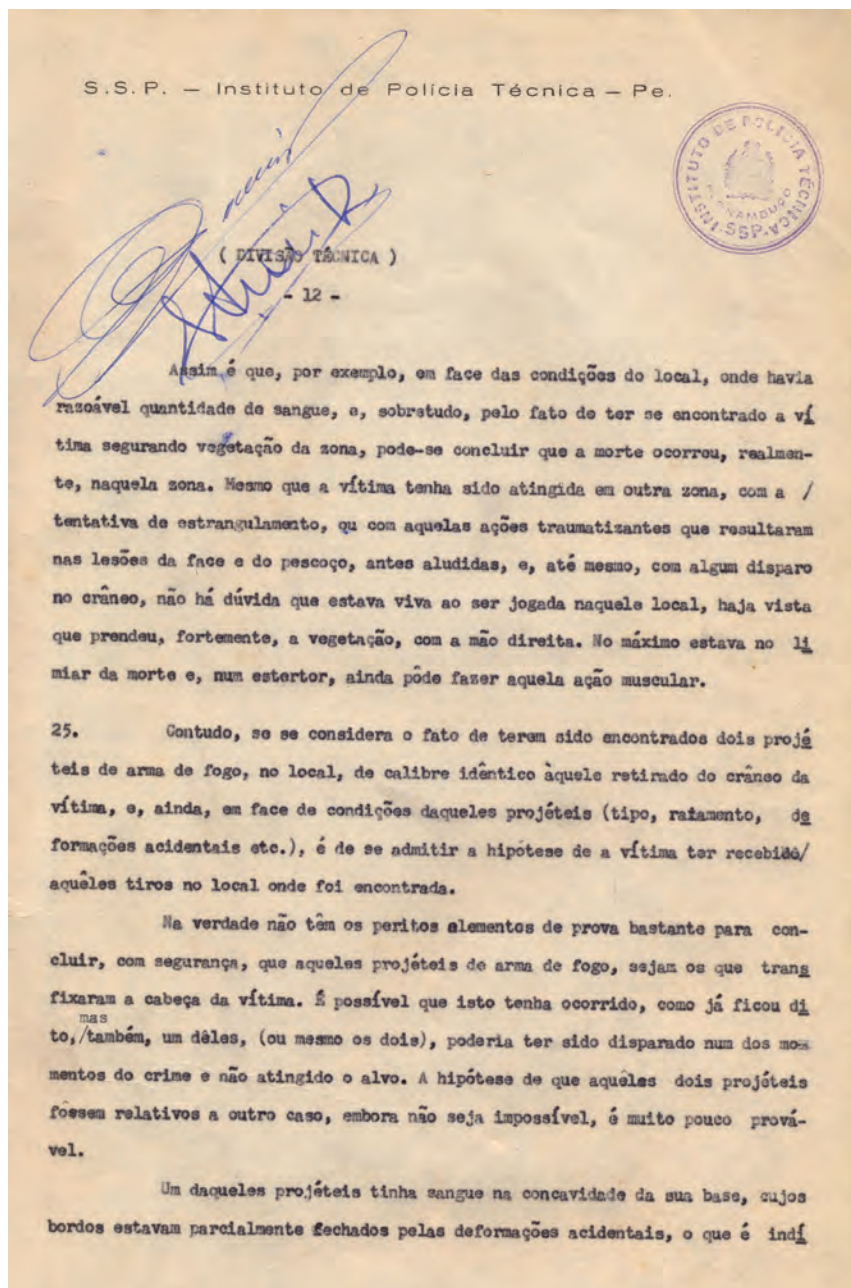 S.S.P. — Instituto de Polícia Técnica — Pe.
INSTITUTO DE POLÍCIA TÉCNICA
PERNAMBUCO
SSP
( DIVISÃO TÉCNICA )
- 12 -
Assim é que, por exemplo, em face das condições do local, onde havia
razoável quantidade de sangue, e, sobretudo, pelo fato de ter se encontrado a ví
tima segurando vegetação da zona, pode-se concluir que a morte ocorreu, realmen-
te, naquela zona. Mesmo que a vítima tenha sido atingida em outra zona, com a /
tentativa de estrangulamento, qu com aquelas ações traumatizantes que resultaram
nas lesões da face e do pescoço, antes aludidas, e, até mesmo, com algum disparo
no crâneo, não há dúvida que estava viva ao ser jogada naquele local, haja vista
que prendeu, fortemente, a vegetação, com a mão direita. No máximo estava no li
miar da morte e, num estertor, ainda pôde fazer aquela ação muscular.
25. Contudo, se se considera o fato de terem sido encontrados dois projé
teis de arma de fogo, no local, de calibre idêntico àquele retirado do crâneo da
vítima, e, ainda, em face de condições daqueles projéteis (tipo, raiamento, de
formações acidentais etc.), é de se admitir a hipótese de a vítima ter recebido/
aquêles tiros no local onde foi encontrada.
Na verdade não têm os peritos elementos de prova bastante para con-
cluir, com segurança, que aqueles projéteis de arma de fogo, sejam os que trans
fixaram a cabeça da vítima. É possível que isto tenha ocorrido, como já ficou di
mas
to,/também, um dêles, (ou mesmo os dois), poderia ter sido disparado num dos mo-
mentos do crime e não atingido o alvo. A hipótese de que aquêles dois projéteis
fôssem relativos a outro caso, embora não seja impossível, é muito pouco prová-
vel.
Um daqueles projéteis tinha sangue na concavidade da sua base, cujos
bordos estavam parcialmente fechados pelas deformações acidentais, o que é indí